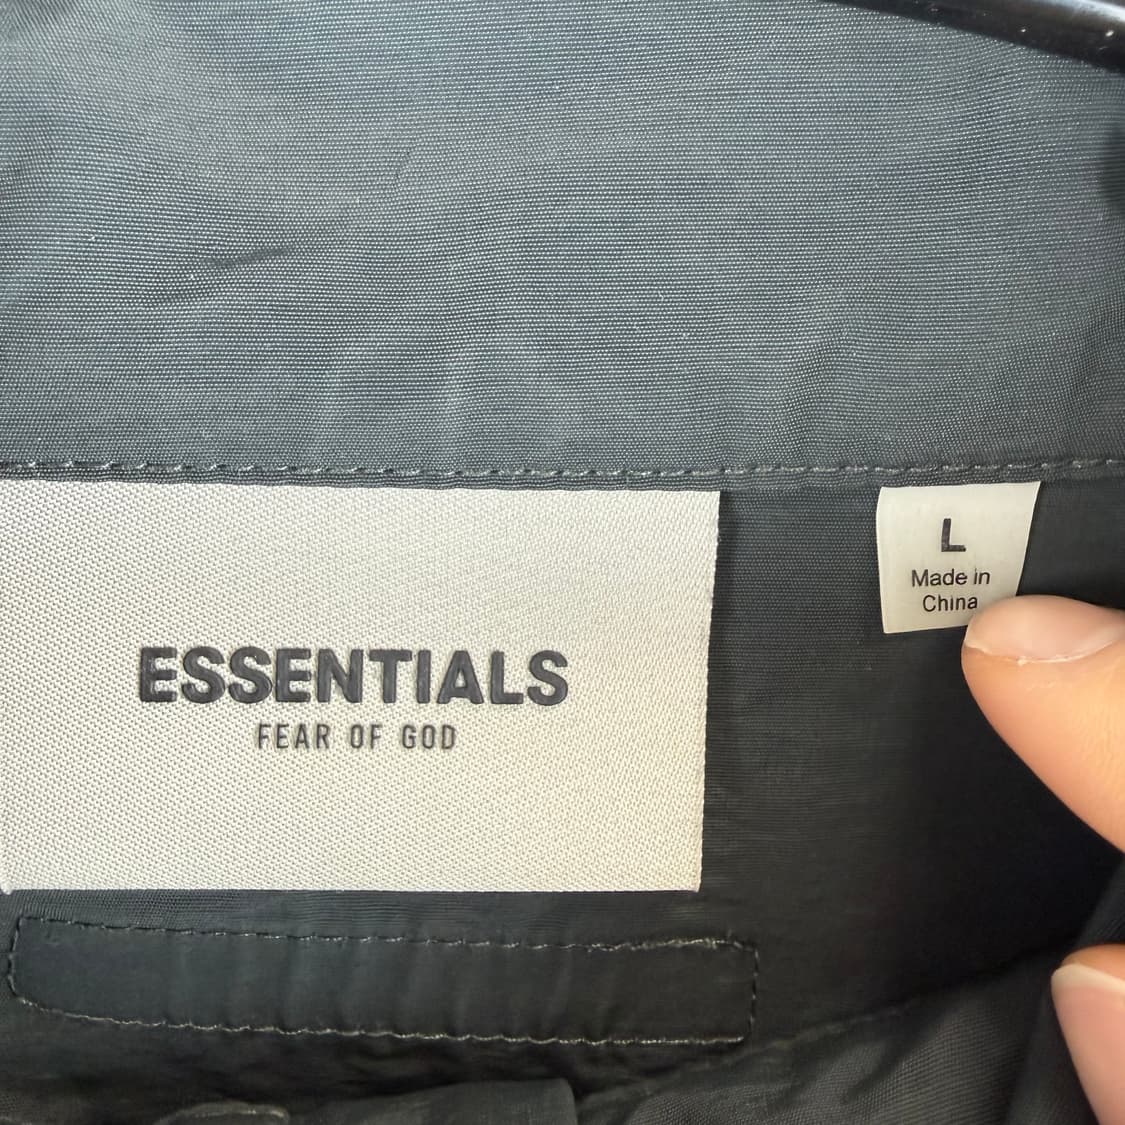 ESSENTIALS
FEAR OF GOD
L
Made in
China